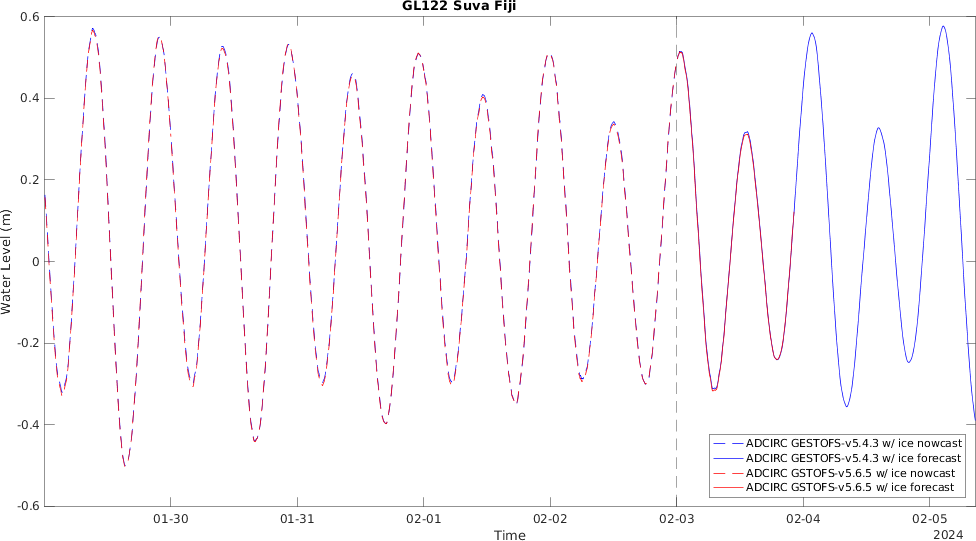 GL122 Suva Fiji
Water Level (m)
0.6
0.4
0.2
0
-0.2
-0.4
-0.6
ADCIRC GESTOFS-v5.4.3 w/ ice nowcast
ADCIRC GESTOFS-v5.4.3 w/ ice forecast
ADCIRC GSTOFS-v5.6.5 w/ ice nowcast
ADCIRC GSTOFS-v5.6.5 w/ ice forecast
01-30 01-31 02-01 02-02 02-03 02-04 02-05
Time
2024